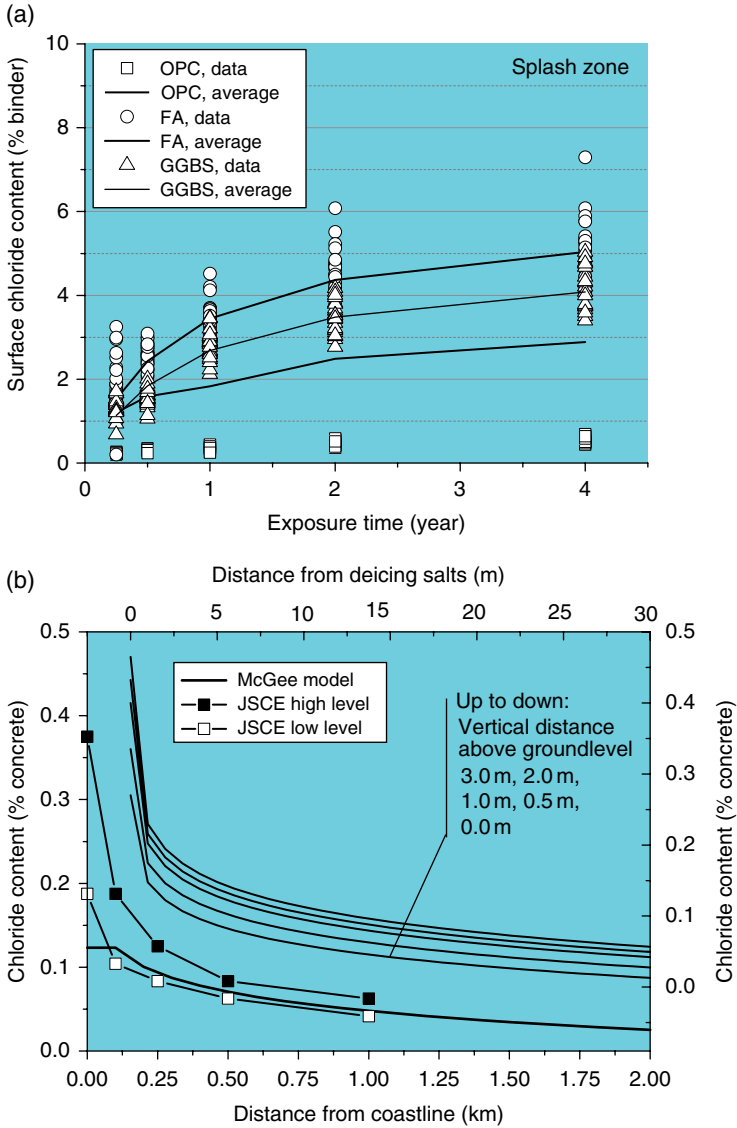 (a)
10
8
6
4
2
0
Surface chloride content (% binder)
OPC, data
OPC, average
FA, data
FA, average
GGBS, data
GGBS, average
Splash zone
0 1 2 3 4
Exposure time (year)
(b)
Distance from deicing salts (m)
0 5 10 15 20 25 30
0.5
0.4
0.3
0.2
0.1
0.0
Chloride content (% concrete)
McGee model
JSCE high level
JSCE low level
Up to down:
Vertical distance
above groundlevel
3.0 m, 2.0 m,
1.0 m, 0.5 m,
0.0 m
0.5
0.4
0.3
0.2
0.1
0.0
Chloride content (% concrete)
0.00 0.25 0.50 0.75 1.00 1.25 1.50 1.75 2.00
Distance from coastline (km)